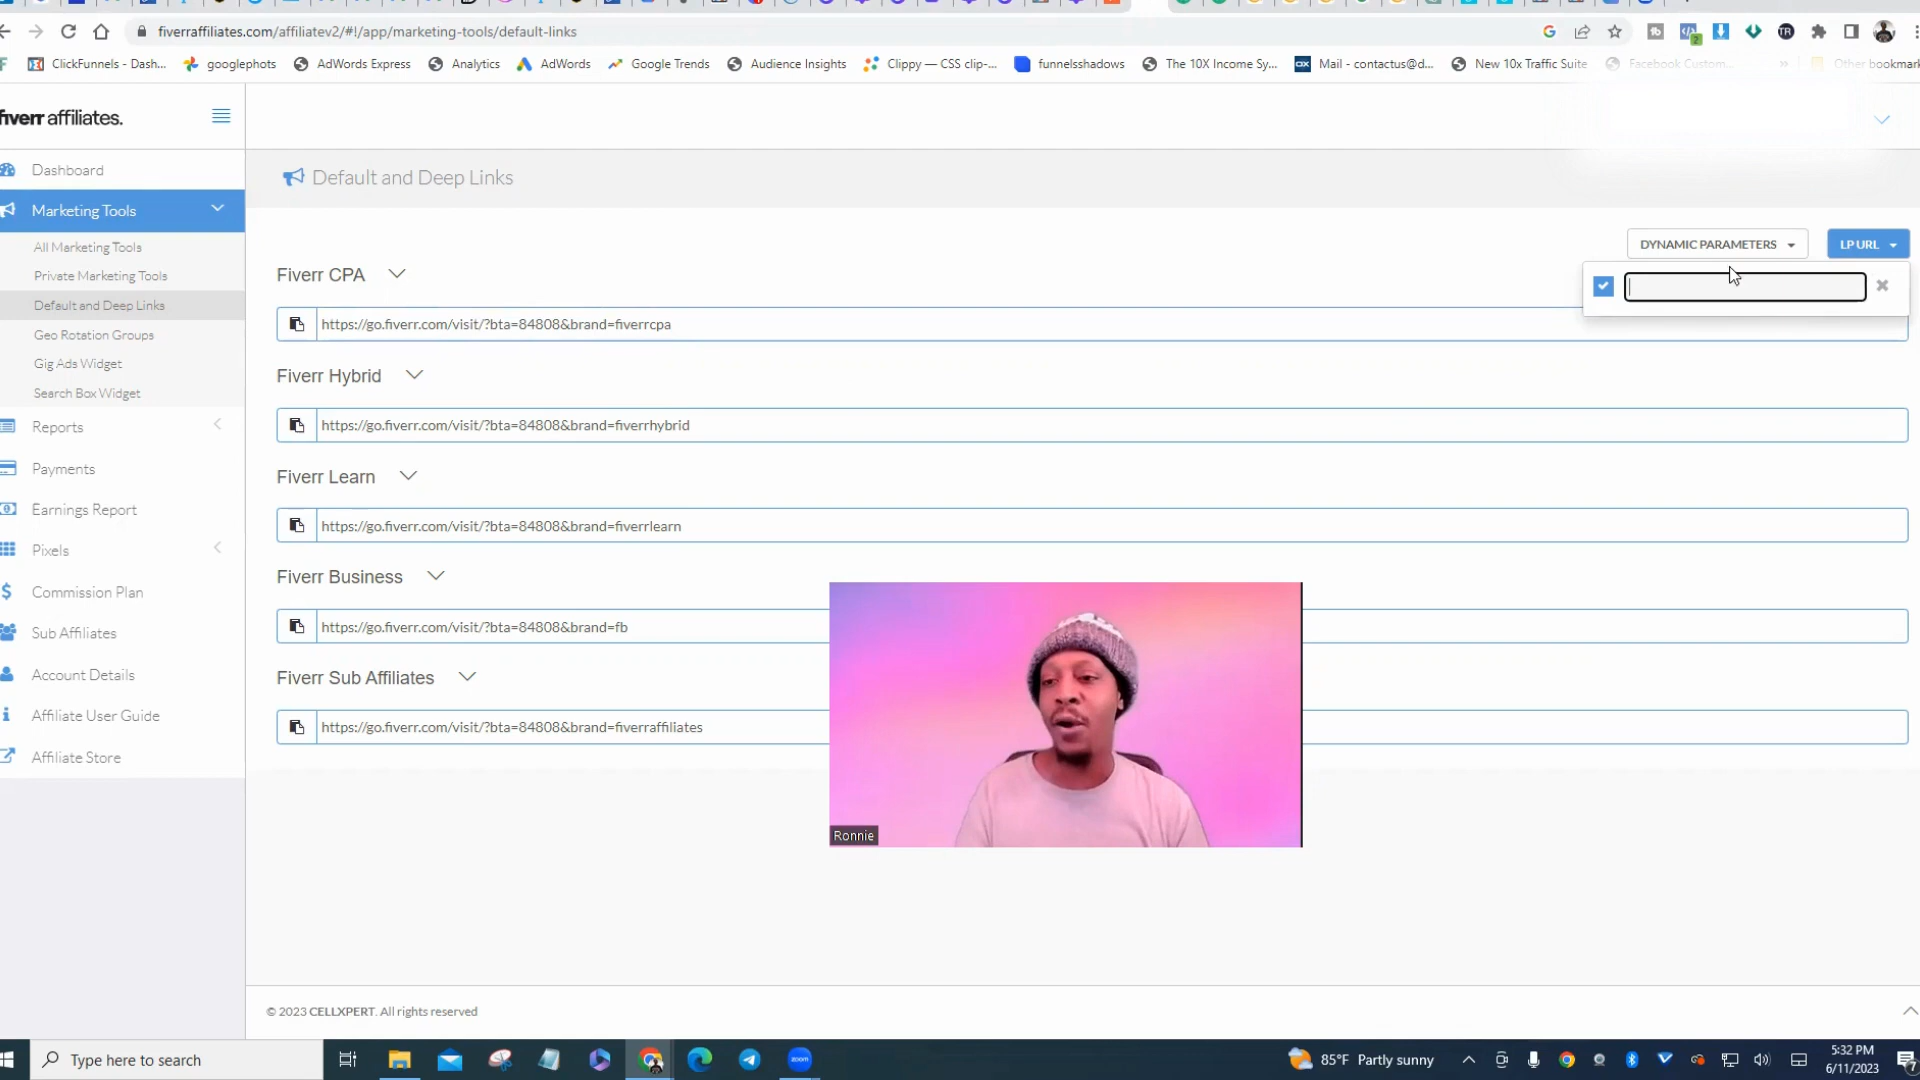 fiverraffiliates.com/affiliatev2/#!/app/marketing-tools/default-links
ClickFunnels - Dash...
googlephots
AdWords Express
Analytics
AdWords
Google Trends
Audience Insights
Clippy — CSS clip-...
funnelsshadows
The 10X Income Sy...
Mail - contactus@d...
New 10x Traffic Suite
Facebook Custom...
»
Other bookmark
fiverr affiliates.
Dashboard
Marketing Tools
All Marketing Tools
Private Marketing Tools
Default and Deep Links
Geo Rotation Groups
Gig Ads Widget
Search Box Widget
Reports
Payments
Earnings Report
Pixels
Commission Plan
Sub Affiliates
Account Details
Affiliate User Guide
Affiliate Store
Default and Deep Links
DYNAMIC PARAMETERS
LP URL
Fiverr CPA
https://go.fiverr.com/visit/?bta=84808&brand=fiverrcpa
Fiverr Hybrid
https://go.fiverr.com/visit/?bta=84808&brand=fiverrhybrid
Fiverr Learn
https://go.fiverr.com/visit/?bta=84808&brand=fiverrlearn
Fiverr Business
https://go.fiverr.com/visit/?bta=84808&brand=fb
Fiverr Sub Affiliates
https://go.fiverr.com/visit/?bta=84808&brand=fiverraffiliates
Ronnie
© 2023 CELLXPERT. All rights reserved
Type here to search
zoom
85°F Partly sunny
5:32 PM
6/11/2023